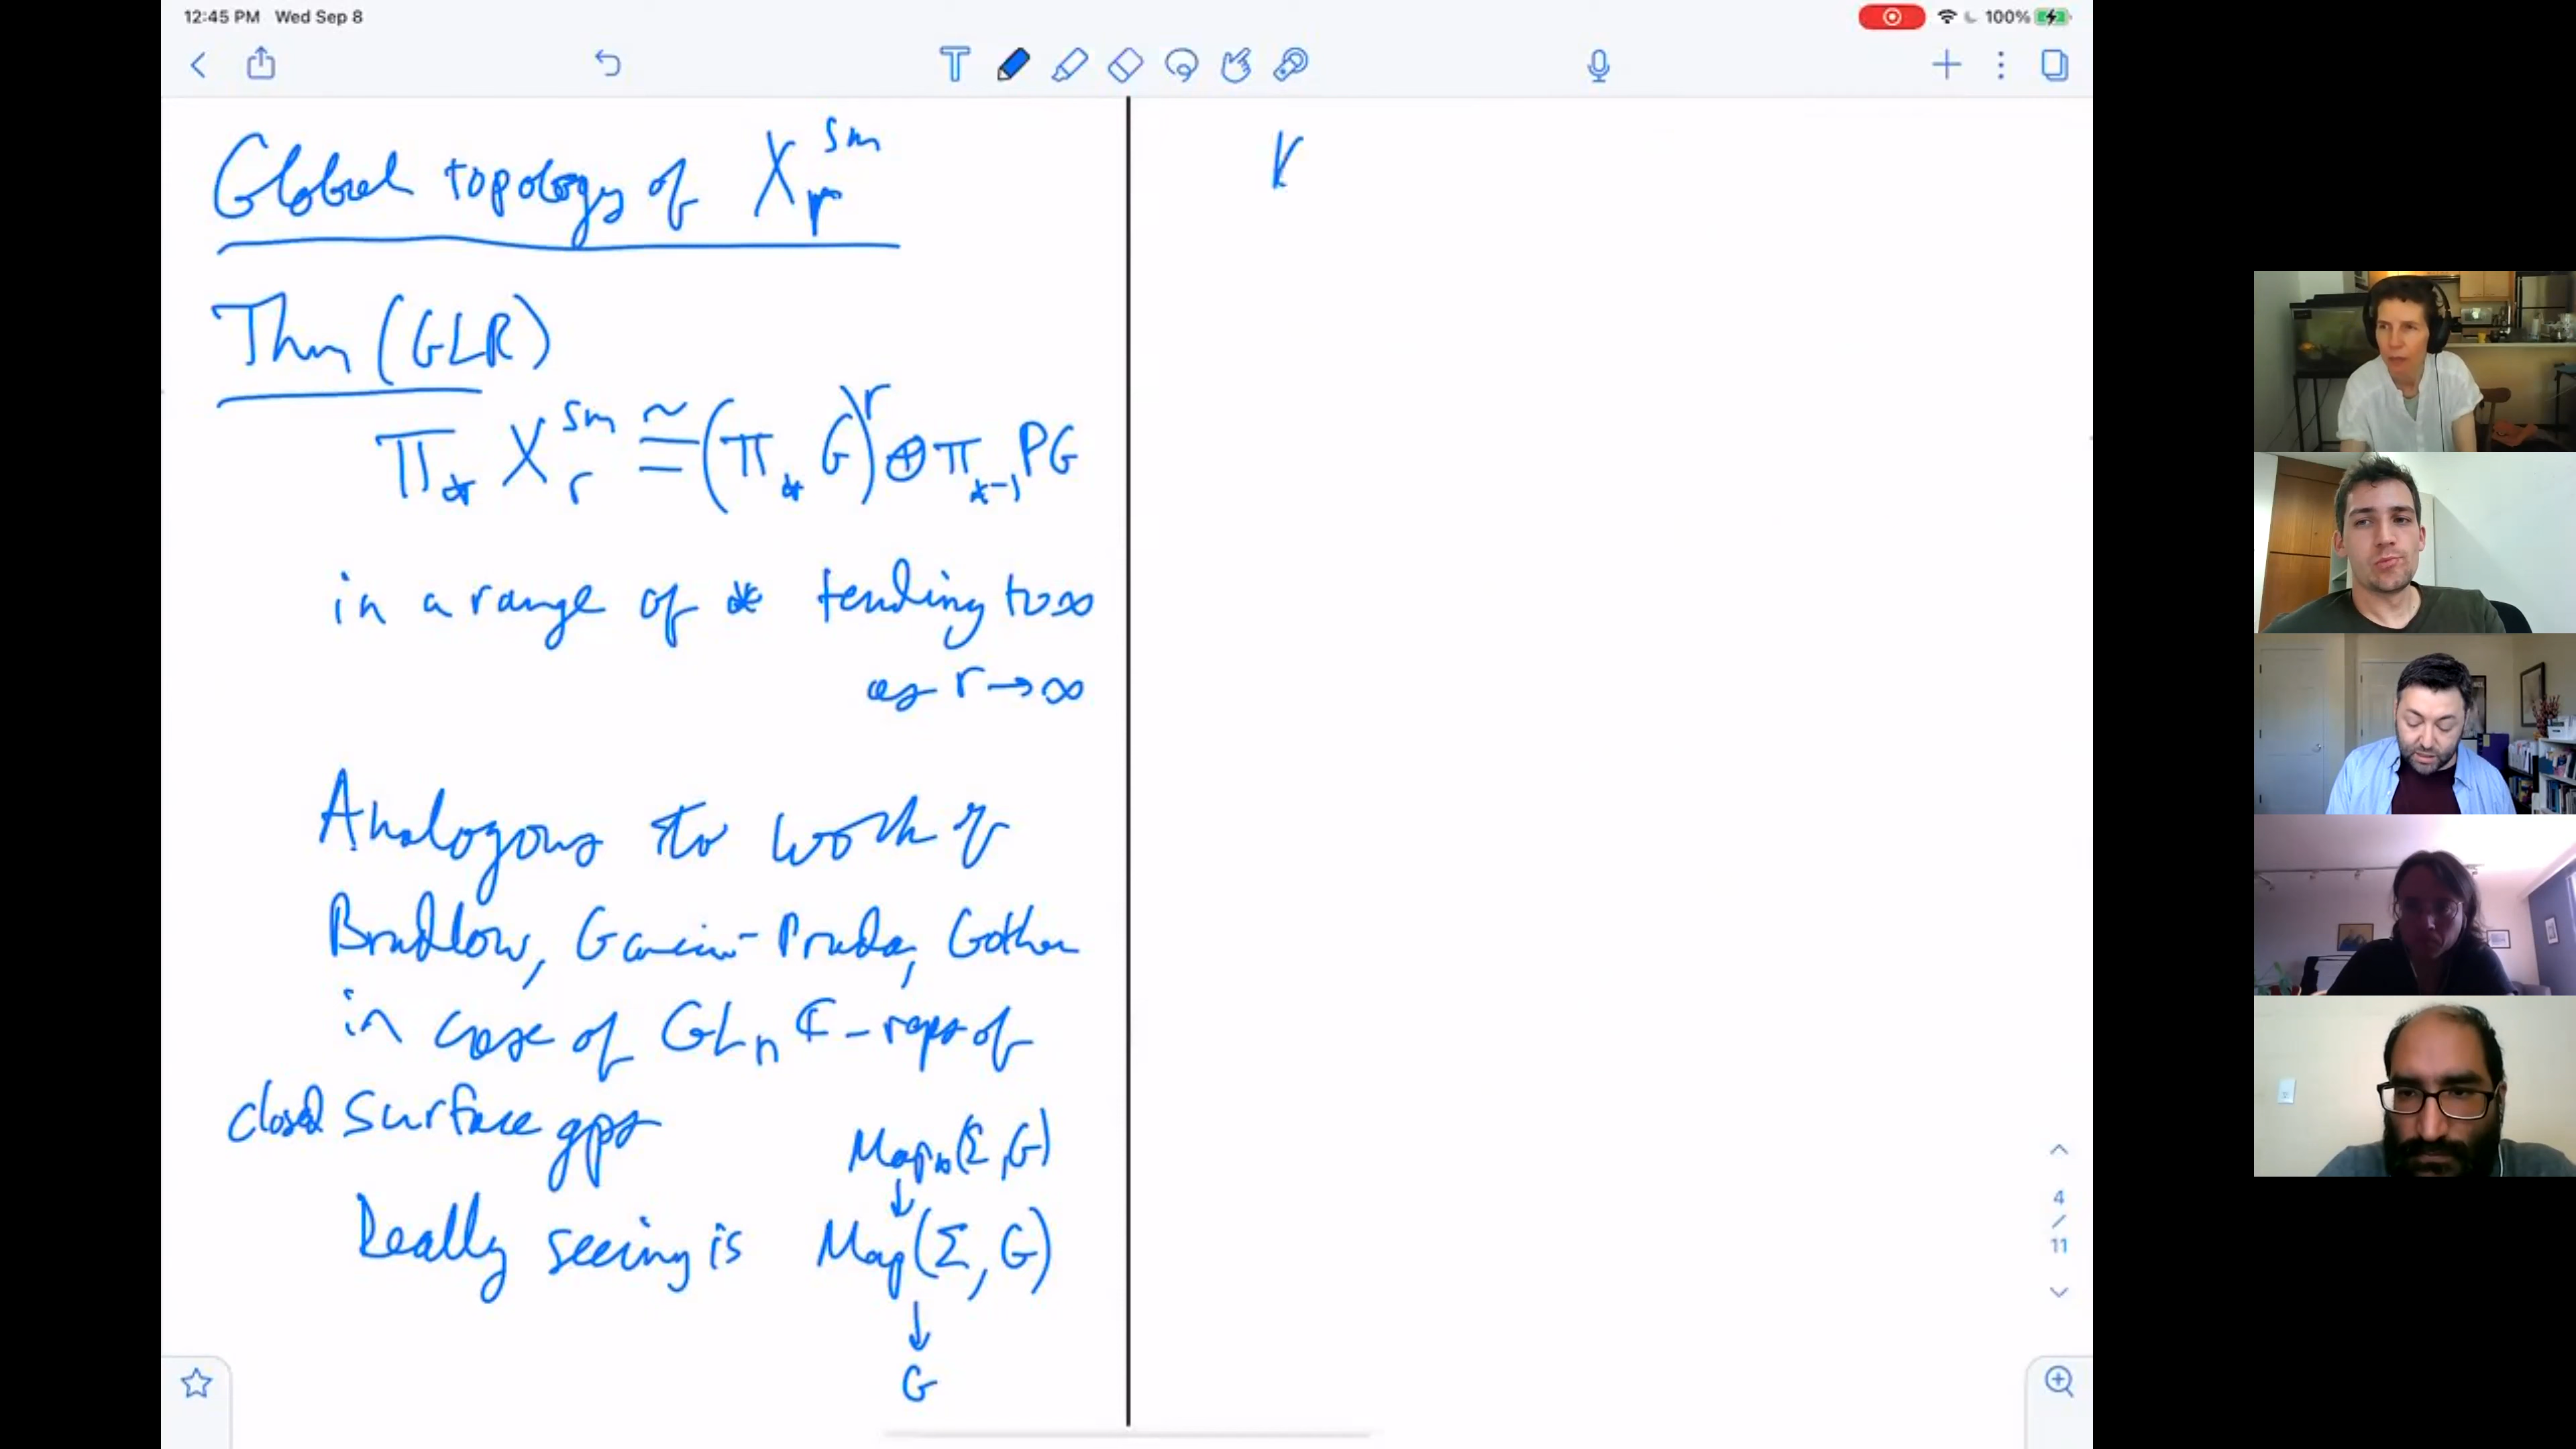 12:45 PM Wed Sep 8
100%
Global topology of X_r^{sm}
Thm (GLR)
π_* X_r^{sm} ≅ (π_* G)^r ⊕ π_{*-1} PG
in a range of * tending to ∞
as r → ∞
Analogous to work of
Bradlow, Garcia-Prada, Gothen
in case of GL_n ℂ - reps of
closed surface gps
Map_*(Σ, G)
↓
Really seeing is Map(Σ, G)
↓
G
4
/
11